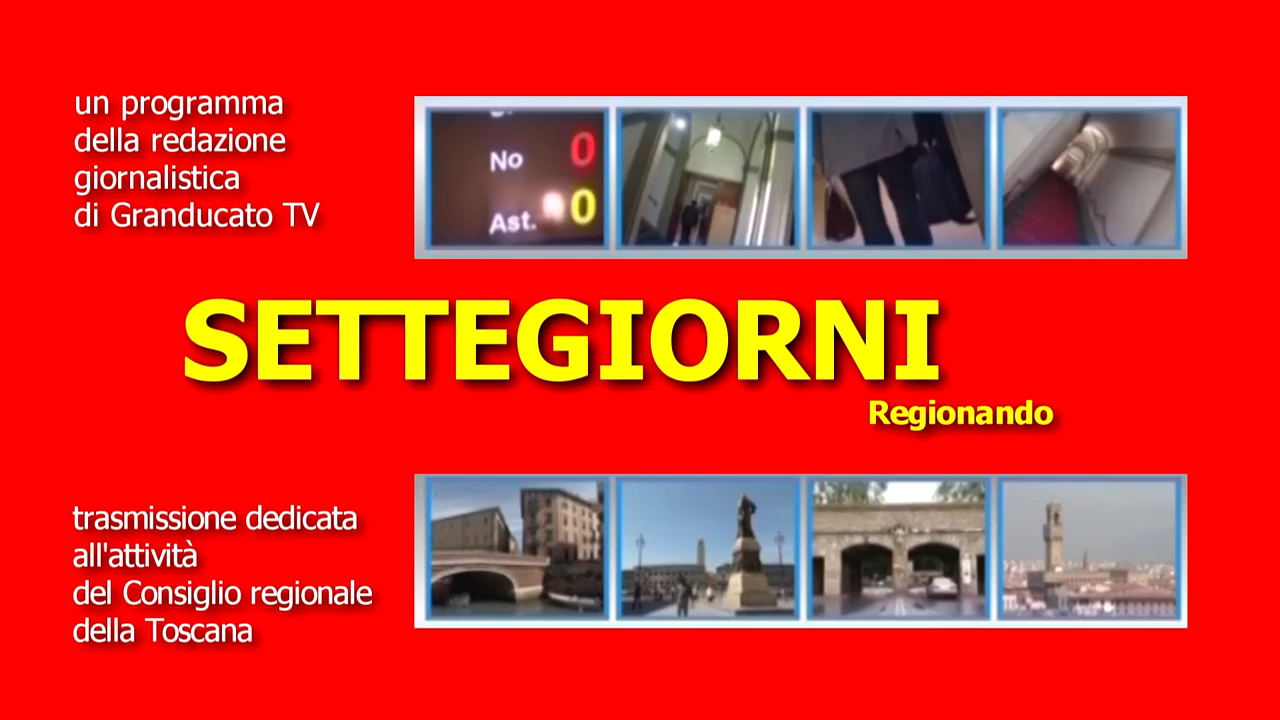 un programma
della redazione
giornalistica
di Granducato TV
No 0
Ast. 0
SETTEGIORNI
Regionando
trasmissione dedicata
all'attività
del Consiglio regionale
della Toscana